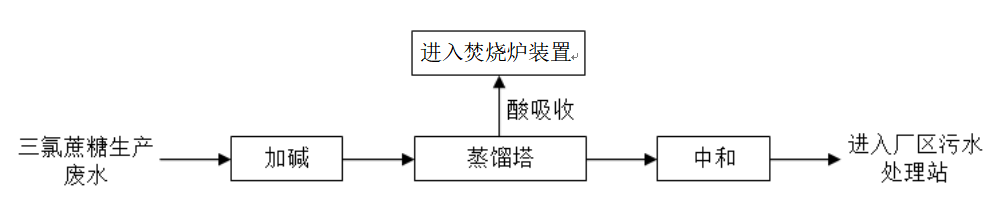 进入焚烧炉装置
酸吸收
三氯蔗糖生产
废水
加碱
蒸馏塔
中和
进入厂区污水
处理站